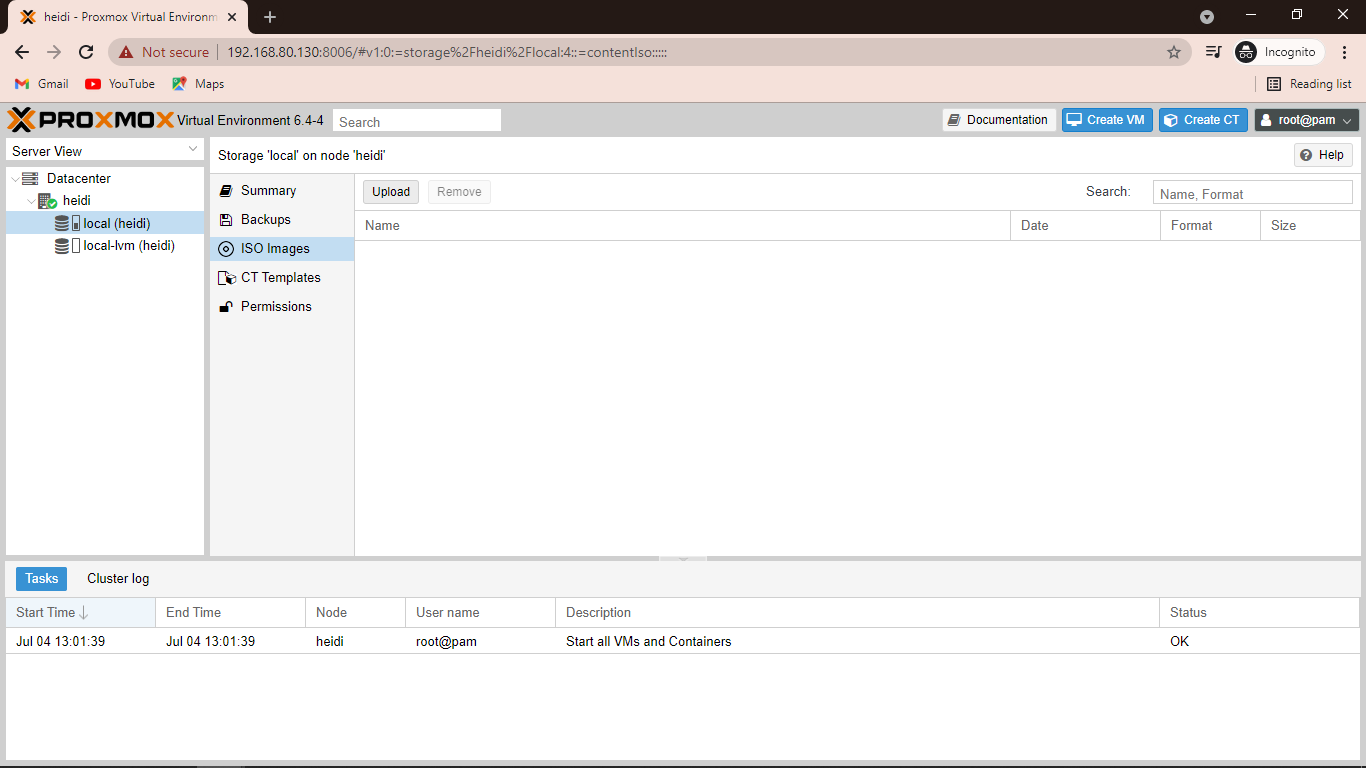 heidi - Proxmox Virtual Environm
Not secure 192.168.80.130:8006/#v1:0:=storage%2Fheidi%2Flocal:4::=contentIso::::: Incognito
Gmail YouTube Maps Reading list
PROXMOX Virtual Environment 6.4-4 Search Documentation Create VM Create CT root@pam
Server View
Storage 'local' on node 'heidi' Help
Datacenter
heidi
local (heidi)
local-lvm (heidi)
Summary
Backups
ISO Images
CT Templates
Permissions
Upload Remove Search: Name, Format
Name Date Format Size
Tasks Cluster log
Start Time End Time Node User name Description Status
Jul 04 13:01:39 Jul 04 13:01:39 heidi root@pam Start all VMs and Containers OK